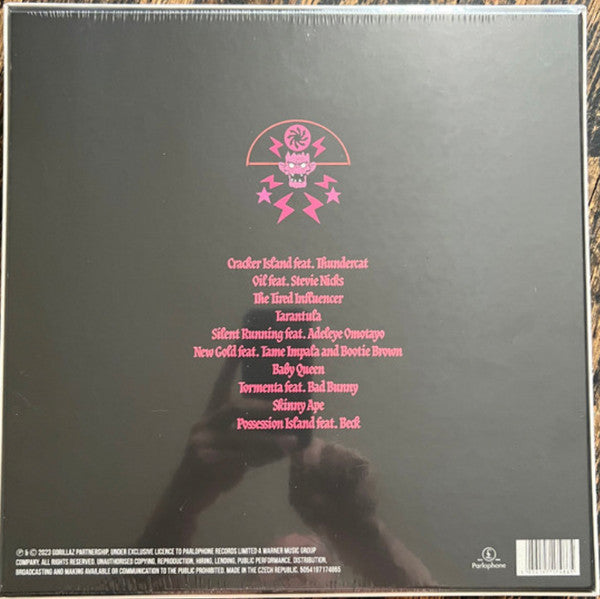 Cracker Island feat. Thundercat
Oil feat. Stevie Nicks
The Tired Influencer
Tarantula
Silent Running feat. Adeleye Omotayo
New Gold feat. Tame Impala and Bootie Brown
Baby Queen
Tormenta feat. Bad Bunny
Skinny Ape
Possession Island feat. Beck
℗ & © 2023 GORILLAZ PARTNERSHIP, UNDER EXCLUSIVE LICENCE TO PARLOPHONE RECORDS LIMITED A WARNER MUSIC GROUP
COMPANY. ALL RIGHTS RESERVED. UNAUTHORISED COPYING, REPRODUCTION, HIRING, LENDING, PUBLIC PERFORMANCE, DISTRIBUTION,
BROADCASTING AND MAKING AVAILABLE OR COMMUNICATION TO THE PUBLIC PROHIBITED. MADE IN THE CZECH REPUBLIC. 5054197174865
Parlophone